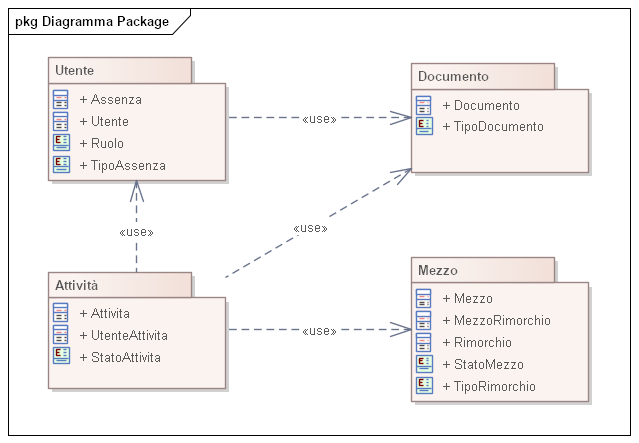 pkg Diagramma Package
Utente
+ Assenza
+ Utente
+ Ruolo
+ TipoAssenza
«use»
Documento
+ Documento
+ TipoDocumento
«use»
«use»
Attività
+ Attivita
+ UtenteAttivita
+ StatoAttivita
«use»
Mezzo
+ Mezzo
+ MezzoRimorchio
+ Rimorchio
+ StatoMezzo
+ TipoRimorchio